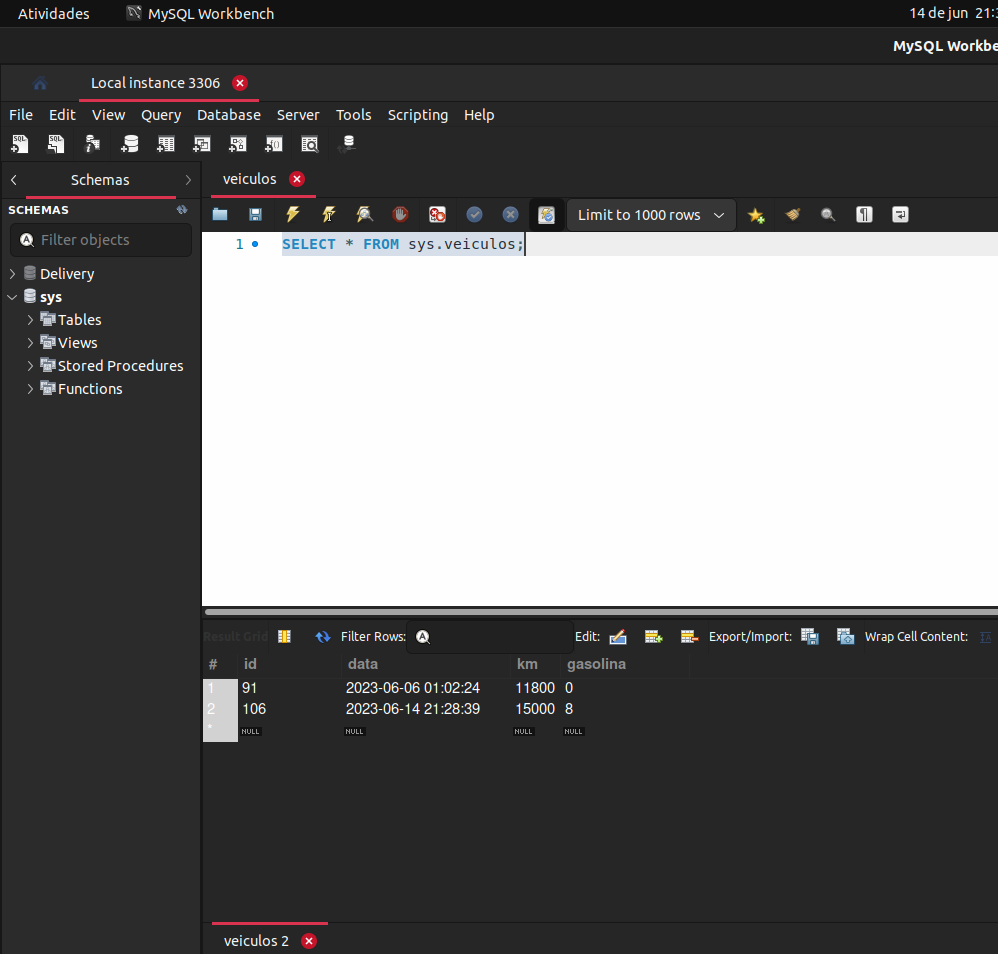 Atividades MySQL Workbench 14 de jun 21:
MySQL Workbe
Local instance 3306
File Edit View Query Database Server Tools Scripting Help
Schemas
veiculos
SCHEMAS
Limit to 1000 rows
Filter objects
1 SELECT * FROM sys.veiculos;
Delivery
sys
Tables
Views
Stored Procedures
Functions
Result Grid Filter Rows: Edit: Export/Import: Wrap Cell Content:
# id data km gasolina
1 91 2023-06-06 01:02:24 11800 0
2 106 2023-06-14 21:28:39 15000 8
* NULL NULL NULL NULL
veiculos 2